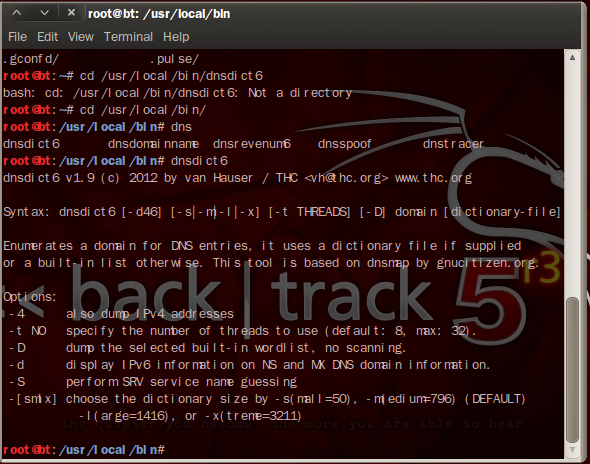 root@bt: /usr/local/bin
File Edit View Terminal Help
.gconfd/ .pulse/
root@bt:~# cd /usr/local/bin/dnsdict6
bash: cd: /usr/local/bin/dnsdict6: Not a directory
root@bt:~# cd /usr/local/bin/
root@bt:/usr/local/bin# dns
dnsdict6 dnsdomainname dnsrevenum6 dnsspoof dnstracer
root@bt:/usr/local/bin# dnsdict6
dnsdict6 v1.9 (c) 2012 by van Hauser / THC <vh@thc.org> www.thc.org
Syntax: dnsdict6 [-d46] [-s|-m|-l|-x] [-t THREADS] [-D] domain [dictionary-file]
Enumerates a domain for DNS entries, it uses a dictionary file if supplied
or a built-in list otherwise. This tool is based on dnsmap by gnucitizen.org.
Options:
-4 also dump IPv4 addresses
-t NO specify the number of threads to use (default: 8, max: 32).
-D dump the selected built-in wordlist, no scanning.
-d display IPv6 information on NS and MX DNS domain information.
-S perform SRV service name guessing
-[smlx] choose the dictionary size by -s(mall=50), -m(edium=796) (DEFAULT)
-l(arge=1416), or -x(treme=3211)
root@bt:/usr/local/bin#
<< back|track 5 r3
the quieter you become, the more you are able to hear